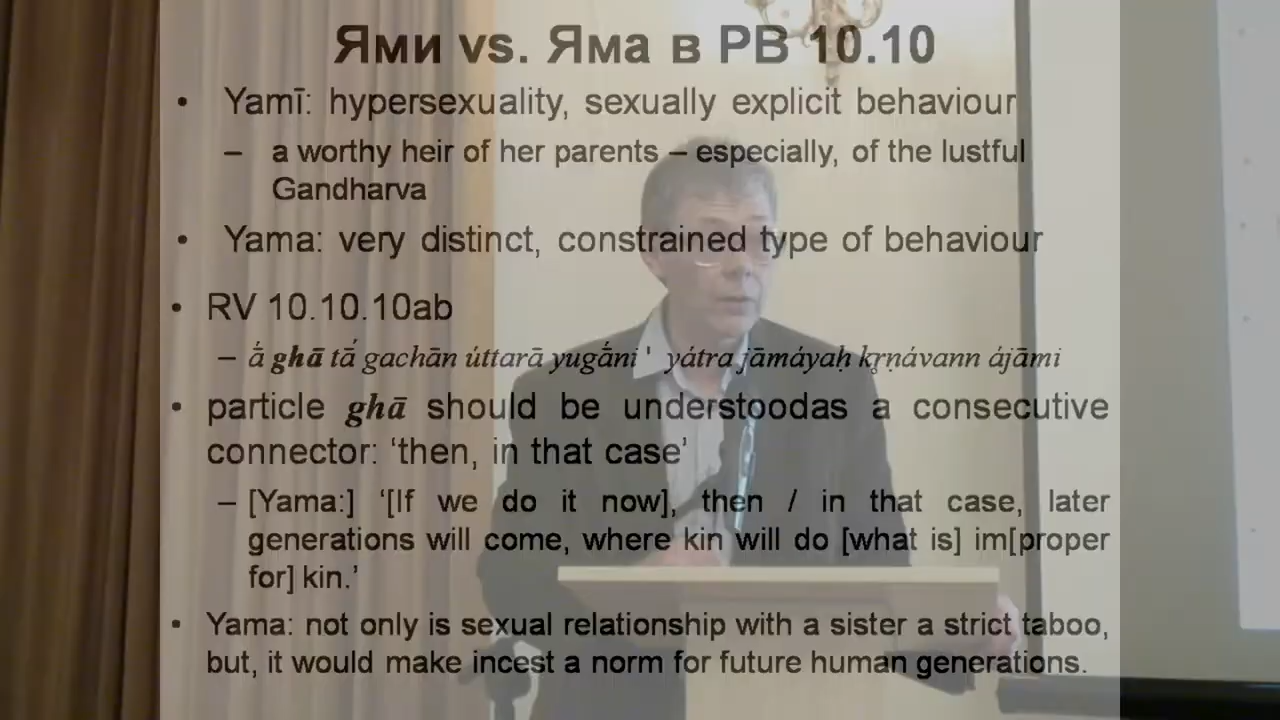 Ями vs. Яма в РВ 10.10
• Yamī: hypersexuality, sexually explicit behaviour
– a worthy heir of her parents – especially, of the lustful
Gandharva
• Yama: very distinct, constrained type of behaviour
• RV 10.10.10ab
– ā́ ghā tā́ gachān úttarā yugā́ni ' yátra jāmáyaḥ kr̥ṇávann ájāmi
• particle ghā should be understoodas a consecutive
connector: ‘then, in that case’
– [Yama:] ‘[If we do it now], then / in that case, later
generations will come, where kin will do [what is] im[proper
for] kin.’
• Yama: not only is sexual relationship with a sister a strict taboo,
but, it would make incest a norm for future human generations.